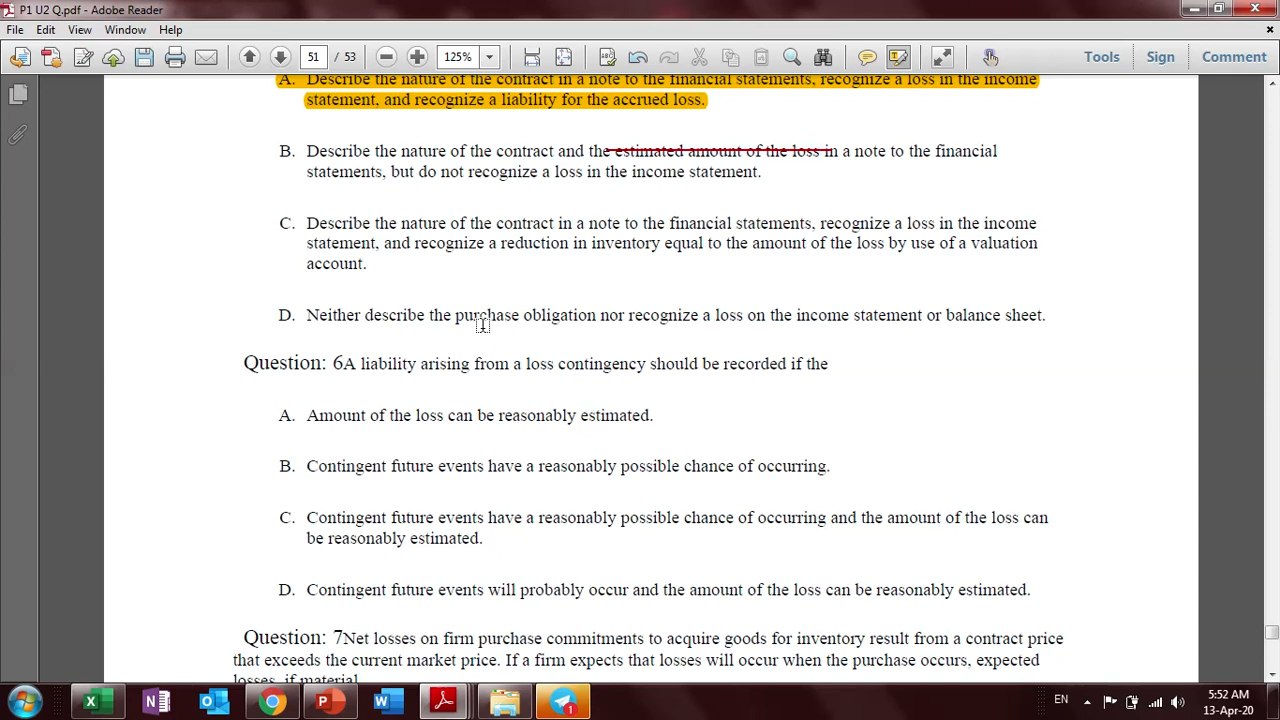 P1 U2 Q.pdf - Adobe Reader
File Edit View Window Help
51 / 53 125% Tools Sign Comment
A. Describe the nature of the contract in a note to the financial statements, recognize a loss in the income
statement, and recognize a liability for the accrued loss.
B. Describe the nature of the contract and the estimated amount of the loss in a note to the financial
statements, but do not recognize a loss in the income statement.
C. Describe the nature of the contract in a note to the financial statements, recognize a loss in the income
statement, and recognize a reduction in inventory equal to the amount of the loss by use of a valuation
account.
D. Neither describe the purchase obligation nor recognize a loss on the income statement or balance sheet.
Question: 6A liability arising from a loss contingency should be recorded if the
A. Amount of the loss can be reasonably estimated.
B. Contingent future events have a reasonably possible chance of occurring.
C. Contingent future events have a reasonably possible chance of occurring and the amount of the loss can
be reasonably estimated.
D. Contingent future events will probably occur and the amount of the loss can be reasonably estimated.
Question: 7Net losses on firm purchase commitments to acquire goods for inventory result from a contract price
that exceeds the current market price. If a firm expects that losses will occur when the purchase occurs, expected
losses, if material
EN 5:52 AM
13-Apr-20